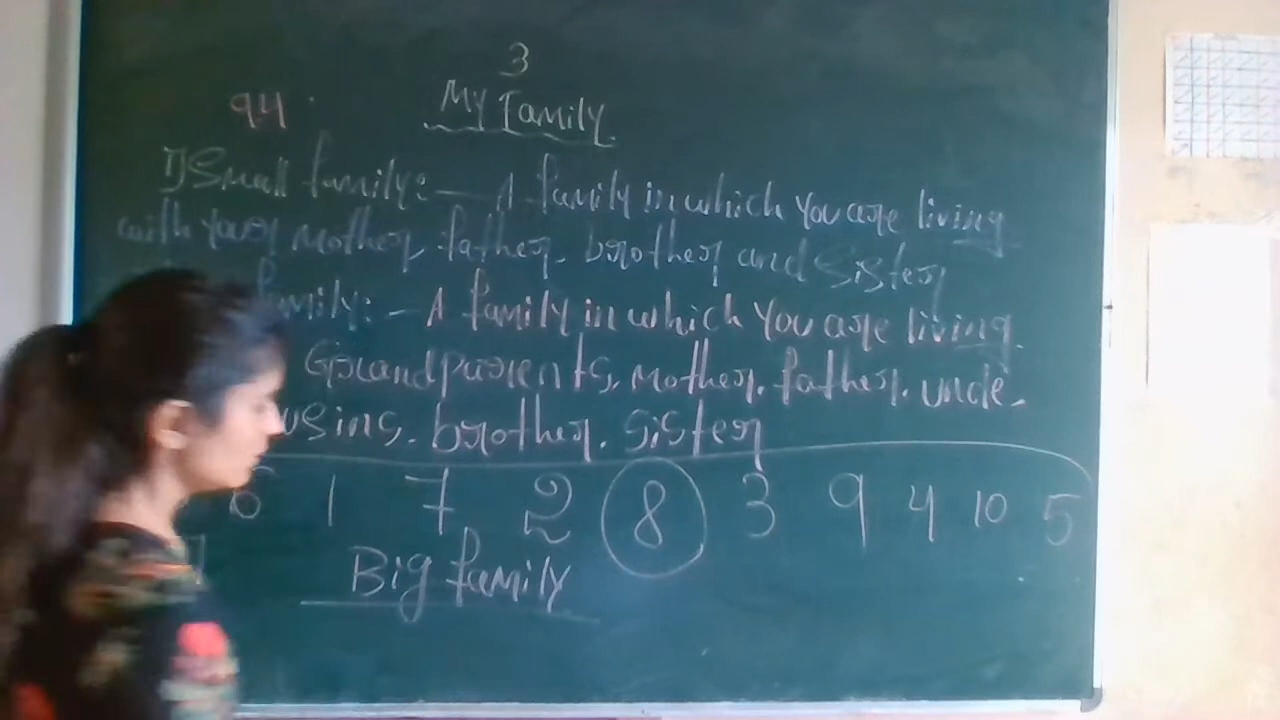 3
94
My Family
1) Small family:- A family in which you are living
with your mother, father, brother and sister
family:- A family in which you are living
Grandparents, mother, father, uncle,
brother, sister
6 1 7 2 8 3 9 4 10 5
Big family